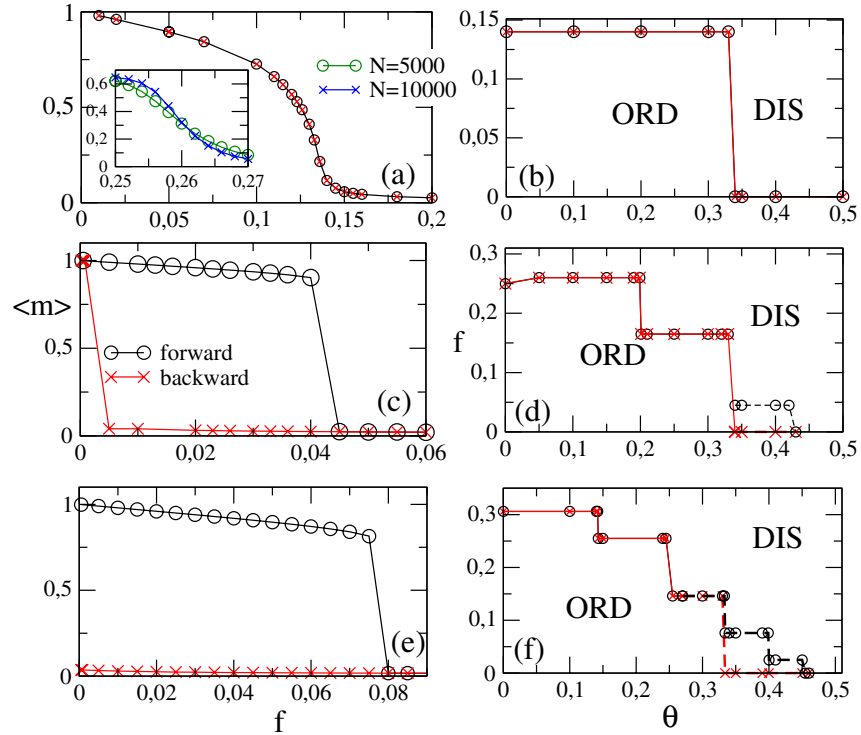 1
0,5
0
0 0,05 0,1 0,15 0,2
(a)
N=5000
N=10000
0,6
0,4
0,2
0
0,25 0,26 0,27
0,15
0,1
0,05
0
0 0,1 0,2 0,3 0,4 0,5
ORD DIS
(b)
<m>
1
0,5
0
0 0,02 0,04 0,06
forward
backward
(c)
f
0,3
0,2
0,1
0
0 0,1 0,2 0,3 0,4 0,5
ORD DIS
(d)
1
0,5
0
0 0,02 0,04 0,06 0,08
(e)
f
0,3
0,2
0,1
0
0 0,1 0,2 0,3 0,4 0,5
ORD DIS
(f)
θ